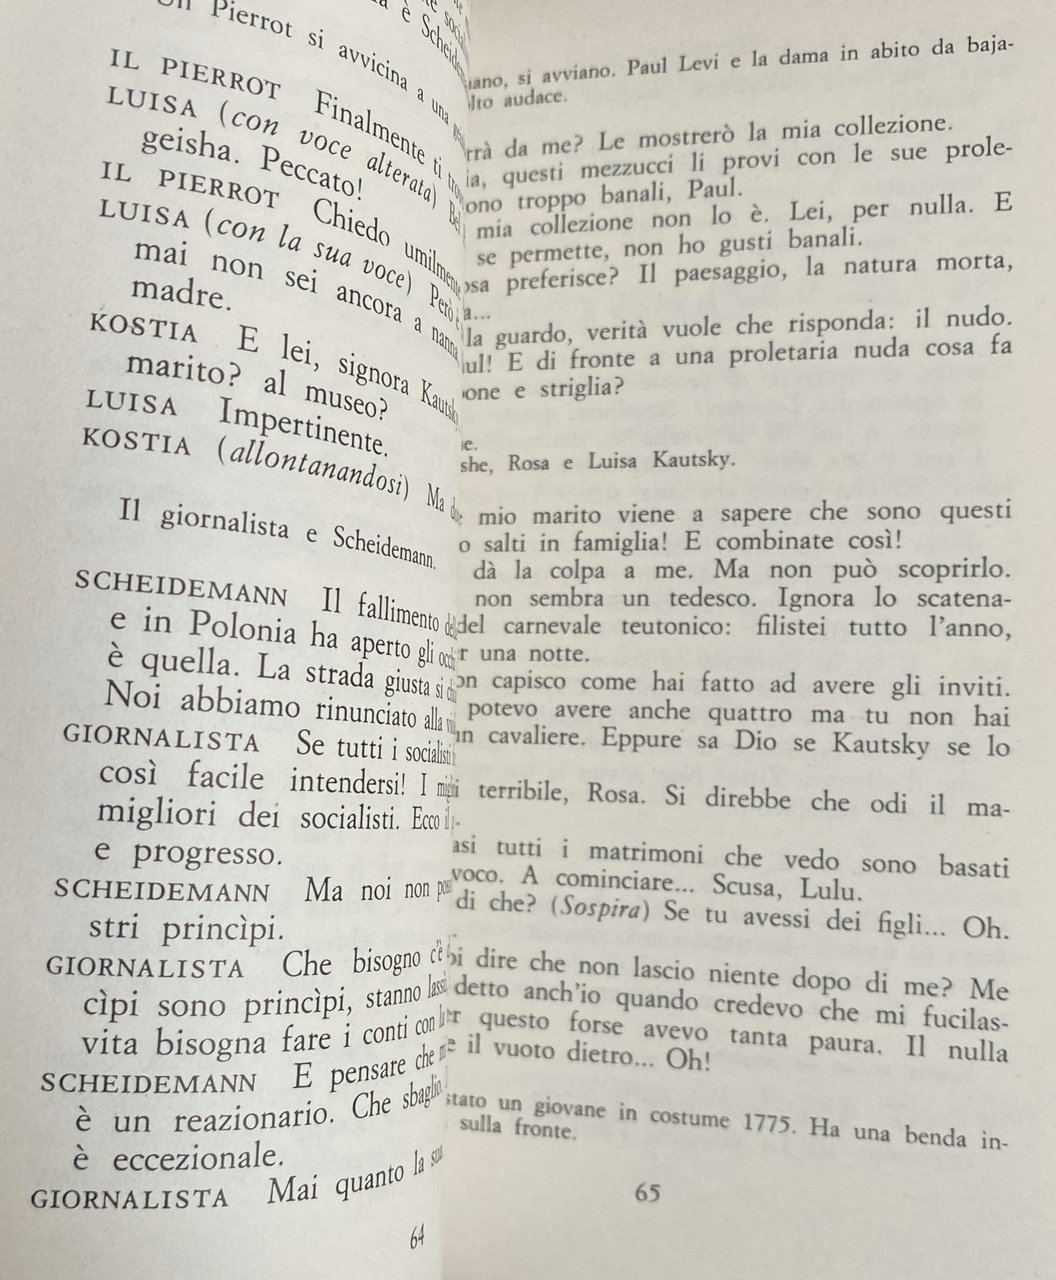 Pierrot si avvicina a una
IL PIERROT Finalmente ti
LUISA (con voce alterata)
geisha. Peccato!
IL PIERROT Chiedo umilmente
LUISA (con la sua voce) Però
mai non sei ancora a nanna
madre.
KOSTIA E lei, signora Kautsky
marito? al museo?
LUISA Impertinente.
KOSTIA (allontanandosi) Ma
Il giornalista e Scheidemann.
SCHEIDEMANN Il fallimento
e in Polonia ha aperto gli
è quella. La strada giusta si
Noi abbiamo rinunciato alla
GIORNALISTA Se tutti i socialisti
così facile intendersi! I
migliori dei socialisti. Ecco
e progresso.
SCHEIDEMANN Ma noi non
stri princìpi.
GIORNALISTA Che bisogno c'è
cìpi sono princìpi, stanno
vita bisogna fare i conti con
SCHEIDEMANN E pensare che
è un reazionario. Che sbaglio.
è eccezionale.
GIORNALISTA Mai quanto la sua
64
si avviano. Paul Levi e la dama in abito da baja-
audace.
da me? Le mostrerò la mia collezione.
questi mezzucci li provi con le sue prole-
troppo banali, Paul.
mia collezione non lo è. Lei, per nulla. E
se permette, non ho gusti banali.
preferisce? Il paesaggio, la natura morta,
la guardo, verità vuole che risponda: il nudo.
E di fronte a una proletaria nuda cosa fa
e striglia?
Rosa e Luisa Kautsky.
mio marito viene a sapere che sono questi
salti in famiglia! E combinate così!
dà la colpa a me. Ma non può scoprirlo.
non sembra un tedesco. Ignora lo scatena-
del carnevale teutonico: filistei tutto l'anno,
una notte.
capisco come hai fatto ad avere gli inviti.
potevo avere anche quattro ma tu non hai
cavaliere. Eppure sa Dio se Kautsky se lo
terribile, Rosa. Si direbbe che odi il ma-
tutti i matrimoni che vedo sono basati
A cominciare... Scusa, Lulu.
di che? (Sospira) Se tu avessi dei figli... Oh.
dire che non lascio niente dopo di me? Me
detto anch'io quando credevo che mi fucilas-
questo forse avevo tanta paura. Il nulla
il vuoto dietro... Oh!
un giovane in costume 1775. Ha una benda in-
sulla fronte.
65